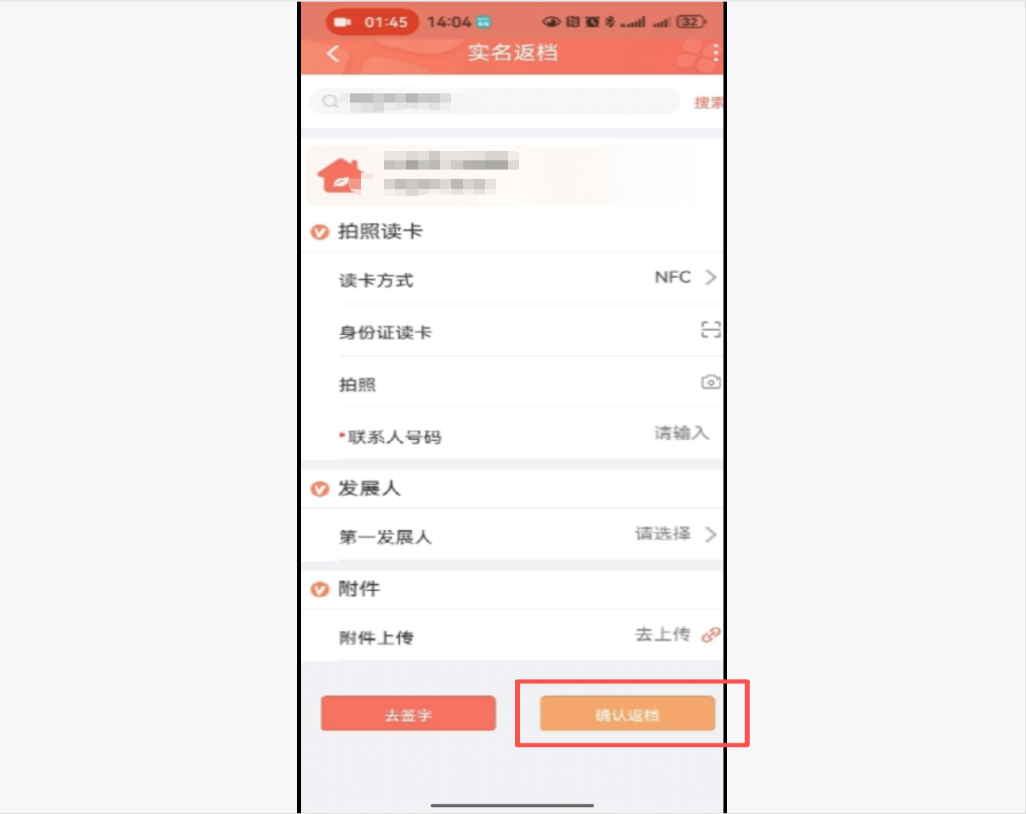 01:45 14:04 32
实名返档
搜索
拍照读卡
读卡方式 NFC
身份证读卡
拍照
*联系人号码 请输入
发展人
第一发展人 请选择
附件
附件上传 去上传
去签字 确认返档